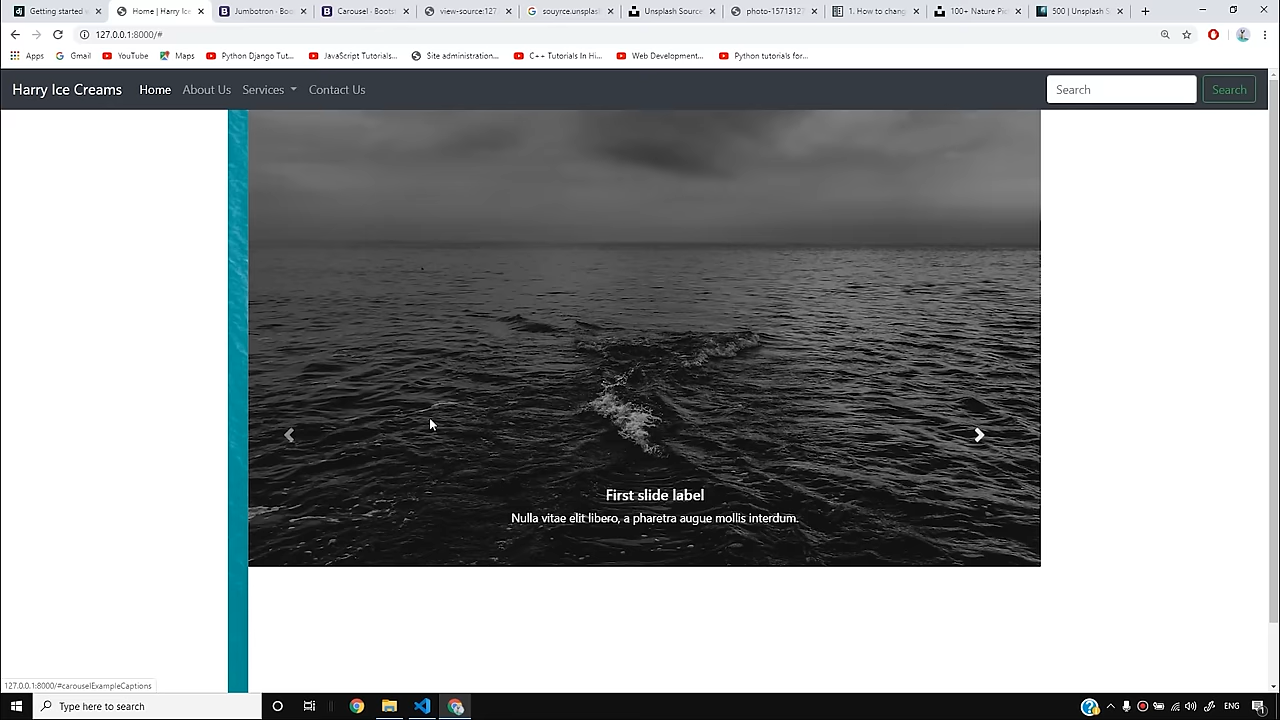 Getting started w
Home | Harry Ice
Jumbotron · Boo
Carousel · Bootst
view-source:127
souyrce.unsplas
Unsplash Source
photo-15713127
1. How to chang
100+ Nature Pic
500 | Unsplash S
127.0.0.1:8000/#
Apps
Gmail
YouTube
Maps
Python Django Tut...
JavaScript Tutorials...
Site administration...
C++ Tutorials In Hi...
Web Development...
Python tutorials for...
Harry Ice Creams
Home
About Us
Services
Contact Us
Search
Search
First slide label
Nulla vitae elit libero, a pharetra augue mollis interdum.
127.0.0.1:8000/#carouselExampleCaptions
Type here to search
ENG